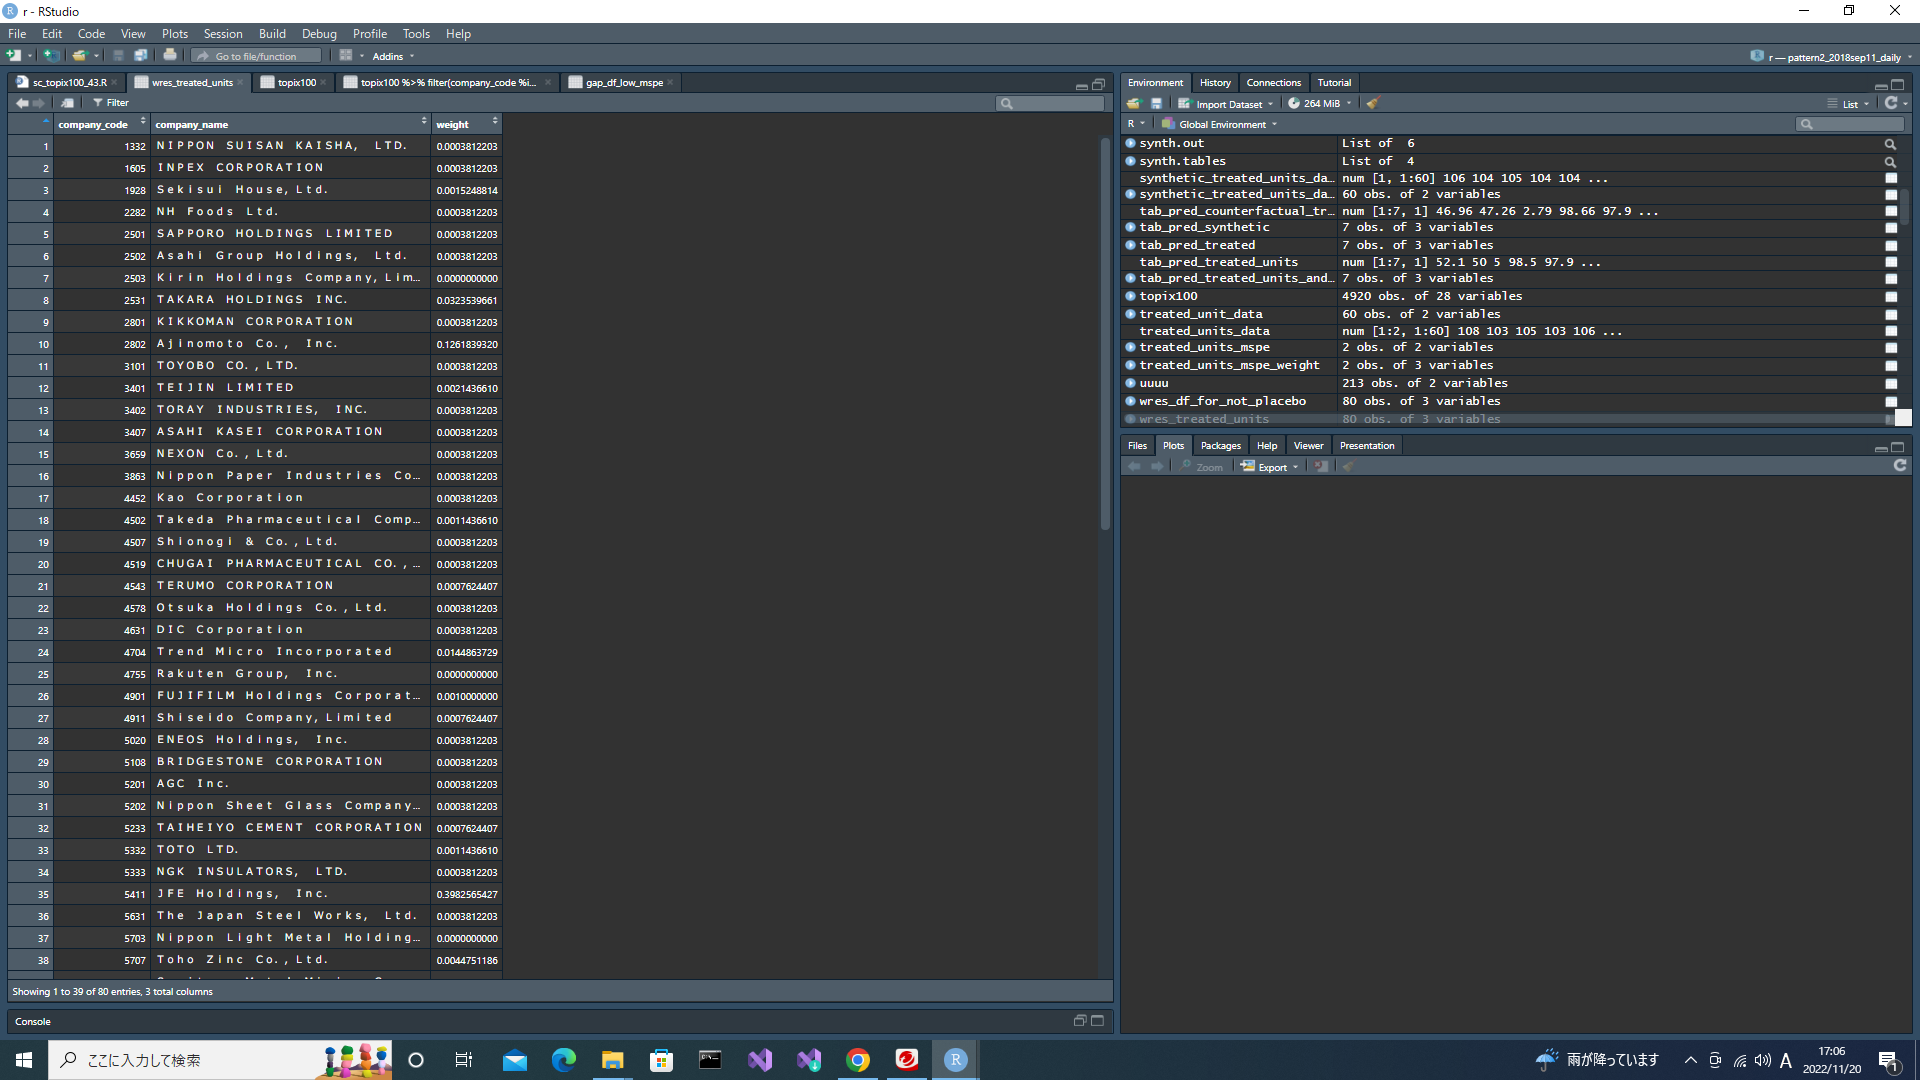 r - RStudio
File Edit Code View Plots Session Build Debug Profile Tools Help
Go to file/function Addins r — pattern2_2018sep11_daily
sc_topix100_43.R wres_treated_units topix100 topix100 %>% filter(company_code %i... gap_df_low_mspe
Filter
company_code company_name weight
1 1332 NIPPON SUISAN KAISHA, LTD. 0.0003812203
2 1605 INPEX CORPORATION 0.0003812203
3 1928 Sekisui House,Ltd. 0.0015248814
4 2282 NH Foods Ltd. 0.0003812203
5 2501 SAPPORO HOLDINGS LIMITED 0.0003812203
6 2502 Asahi Group Holdings, Ltd. 0.0003812203
7 2503 Kirin Holdings Company,Lim... 0.0000000000
8 2531 TAKARA HOLDINGS INC. 0.0323539661
9 2801 KIKKOMAN CORPORATION 0.0003812203
10 2802 Ajinomoto Co., Inc. 0.1261839320
11 3101 TOYOBO CO.,LTD. 0.0003812203
12 3401 TEIJIN LIMITED 0.0021436610
13 3402 TORAY INDUSTRIES, INC. 0.0003812203
14 3407 ASAHI KASEI CORPORATION 0.0003812203
15 3659 NEXON Co.,Ltd. 0.0003812203
16 3863 Nippon Paper Industries Co... 0.0003812203
17 4452 Kao Corporation 0.0003812203
18 4502 Takeda Pharmaceutical Comp... 0.0011436610
19 4507 Shionogi & Co.,Ltd. 0.0003812203
20 4519 CHUGAI PHARMACEUTICAL CO.,... 0.0003812203
21 4543 TERUMO CORPORATION 0.0007624407
22 4578 Otsuka Holdings Co.,Ltd. 0.0003812203
23 4631 DIC Corporation 0.0003812203
24 4704 Trend Micro Incorporated 0.0144863729
25 4755 Rakuten Group, Inc. 0.0000000000
26 4901 FUJIFILM Holdings Corporat... 0.0010000000
27 4911 Shiseido Company,Limited 0.0007624407
28 5020 ENEOS Holdings, Inc. 0.0003812203
29 5108 BRIDGESTONE CORPORATION 0.0003812203
30 5201 AGC Inc. 0.0003812203
31 5202 Nippon Sheet Glass Company... 0.0003812203
32 5233 TAIHEIYO CEMENT CORPORATION 0.0007624407
33 5332 TOTO LTD. 0.0011436610
34 5333 NGK INSULATORS, LTD. 0.0003812203
35 5411 JFE Holdings, Inc. 0.3982565427
36 5631 The Japan Steel Works, Ltd. 0.0003812203
37 5703 Nippon Light Metal Holding... 0.0000000000
38 5707 Toho Zinc Co.,Ltd. 0.0044751186
Showing 1 to 39 of 80 entries, 3 total columns
Console
Environment History Connections Tutorial
Import Dataset 264 MiB List
R Global Environment
synth.out List of 6
synth.tables List of 4
synthetic_treated_units_da... num [1, 1:60] 106 104 105 104 104 ...
synthetic_treated_units_da... 60 obs. of 2 variables
tab_pred_counterfactual_tr... num [1:7, 1] 46.96 47.26 2.79 98.66 97.9 ...
tab_pred_synthetic 7 obs. of 3 variables
tab_pred_treated 7 obs. of 3 variables
tab_pred_treated_units num [1:7, 1] 52.1 50 5 98.5 97.9 ...
tab_pred_treated_units_and... 7 obs. of 3 variables
topix100 4920 obs. of 28 variables
treated_unit_data 60 obs. of 2 variables
treated_units_data num [1:2, 1:60] 108 103 105 103 106 ...
treated_units_mspe 2 obs. of 2 variables
treated_units_mspe_weight 2 obs. of 3 variables
uuuu 213 obs. of 2 variables
wres_df_for_not_placebo 80 obs. of 3 variables
wres_treated_units 80 obs. of 3 variables
Files Plots Packages Help Viewer Presentation
Zoom Export
ここに入力して検索
雨が降っています A 17:06
2022/11/20 1